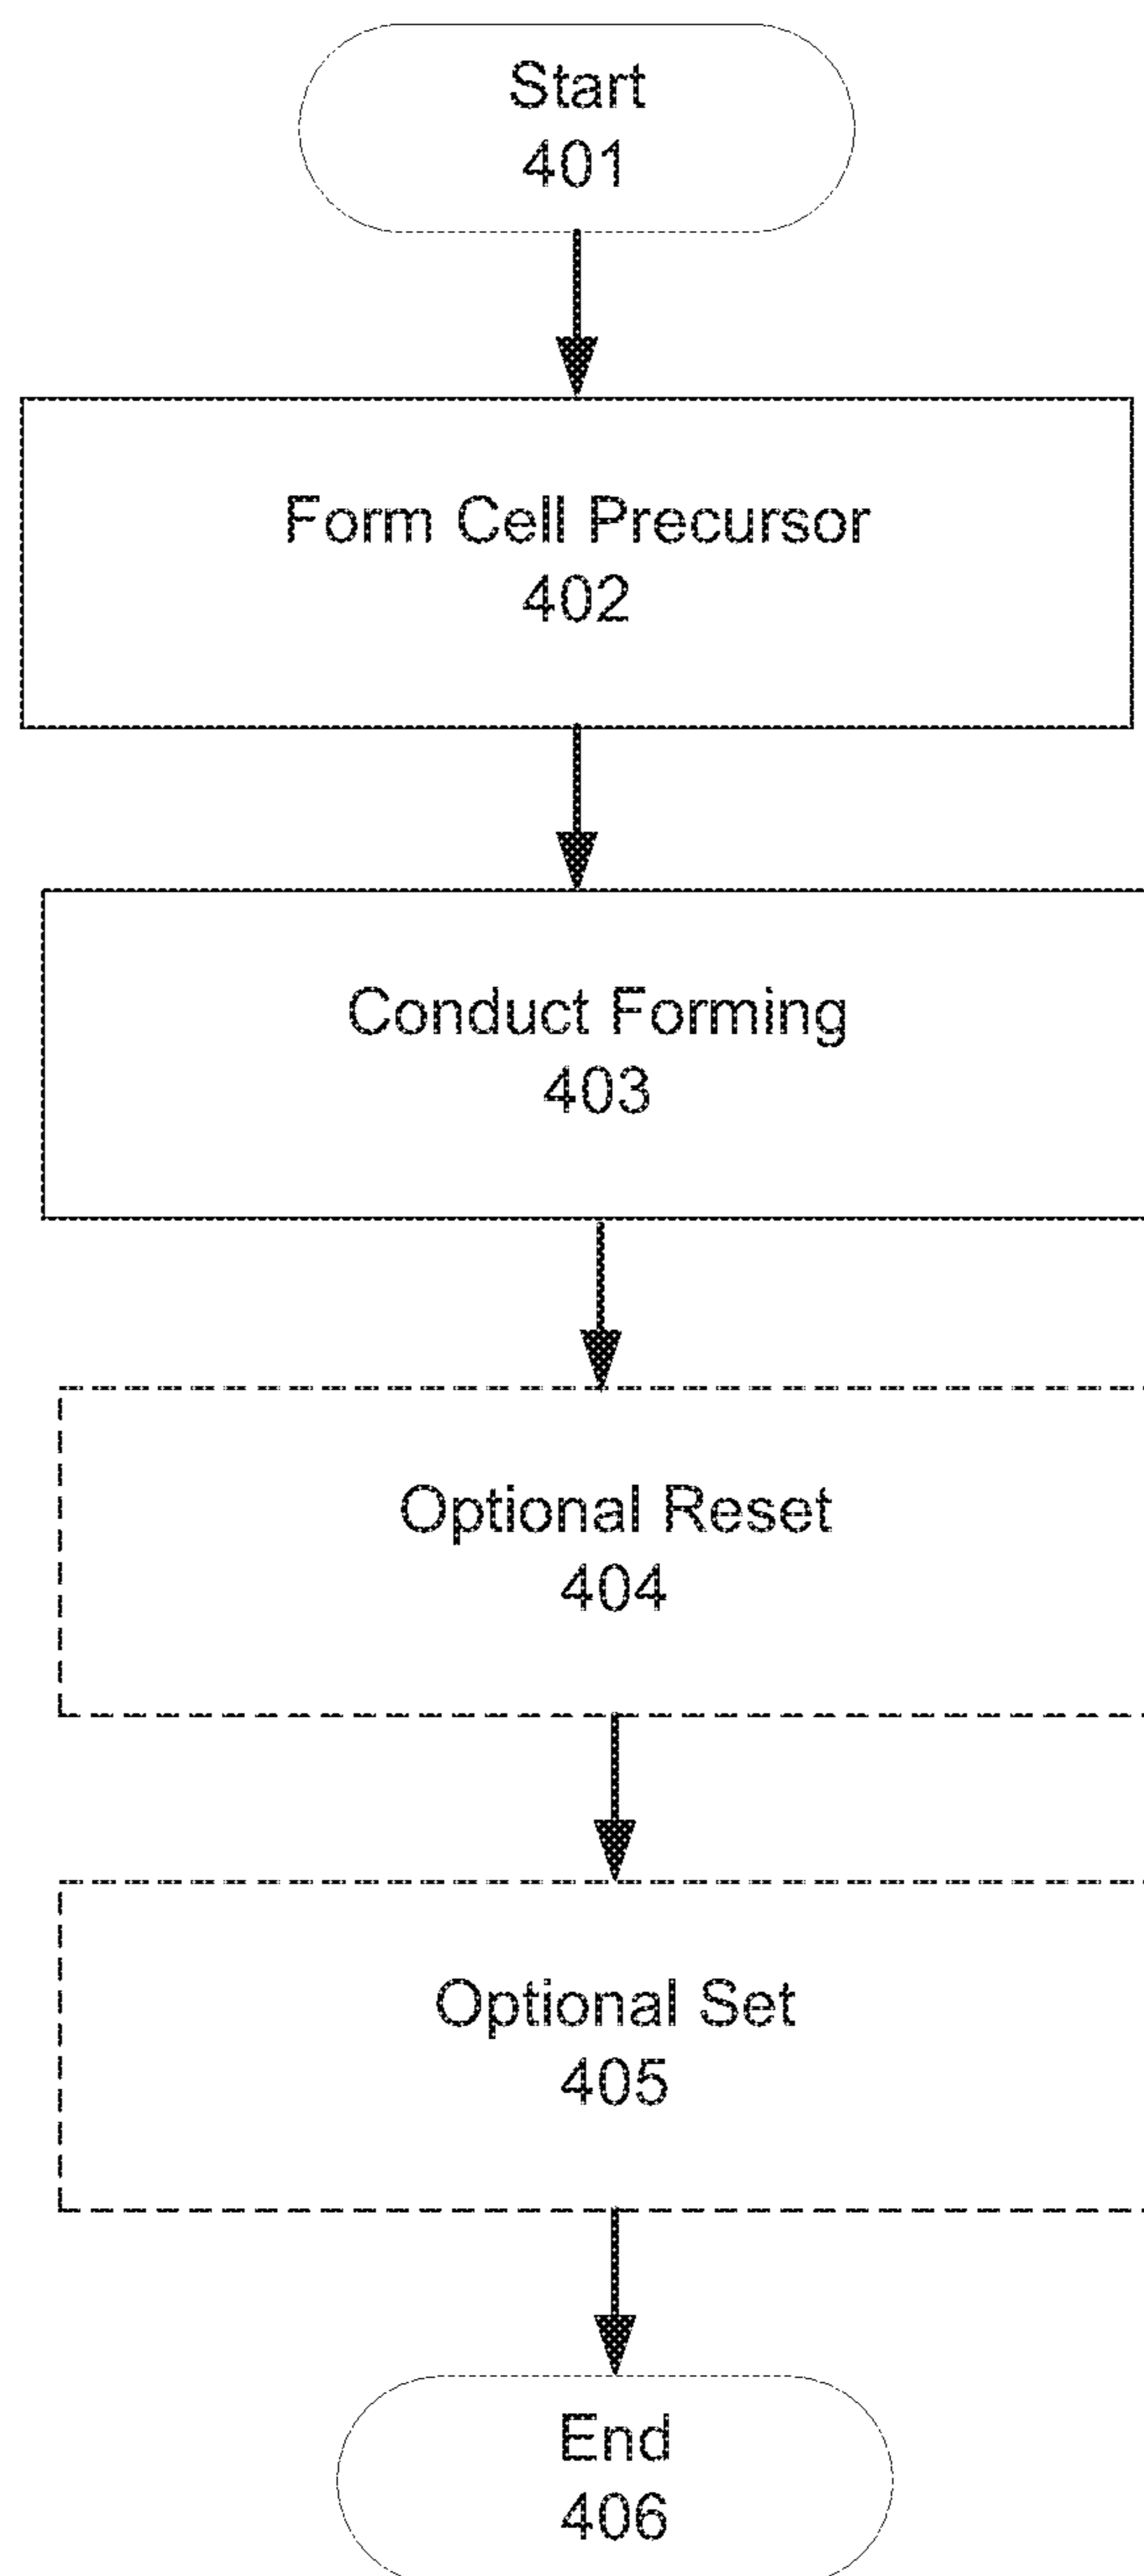 Start
401
Form Cell Precursor
402
Conduct Forming
403
Optional Reset
404
Optional Set
405
End
406